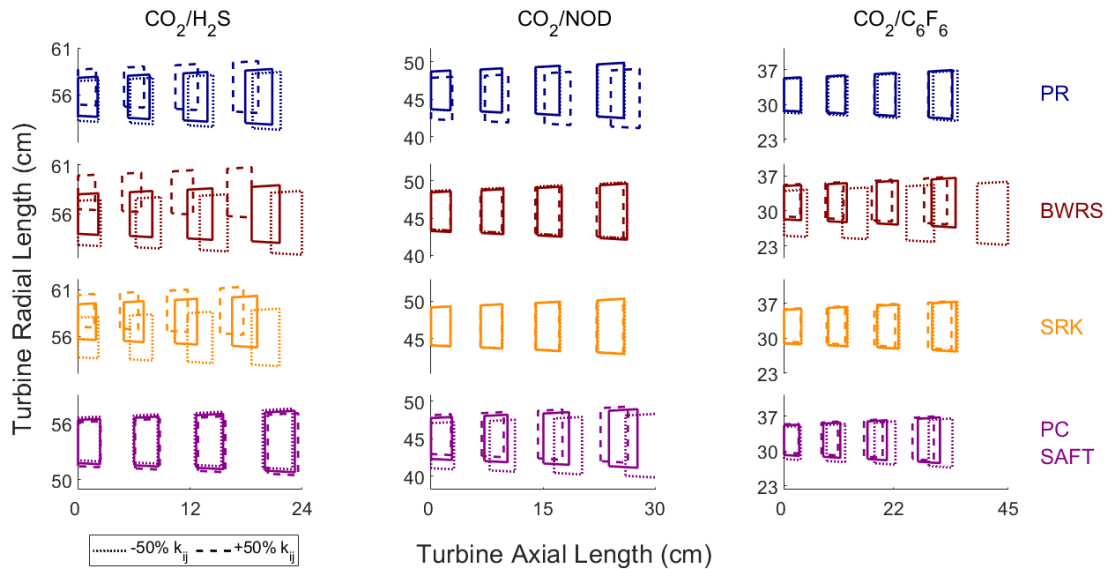 CO2/H2S CO2/NOD CO2/C6F6
61
56
50
40
37
30
23
PR
61
56
50
40
37
30
23
BWRS
61
56
50
45
37
30
23
SRK
56
50
50
40
37
30
23
PC
SAFT
0 12 24
0 15 30
0 22 45
Turbine Radial Length (cm)
-50% kij +50% kij
Turbine Axial Length (cm)